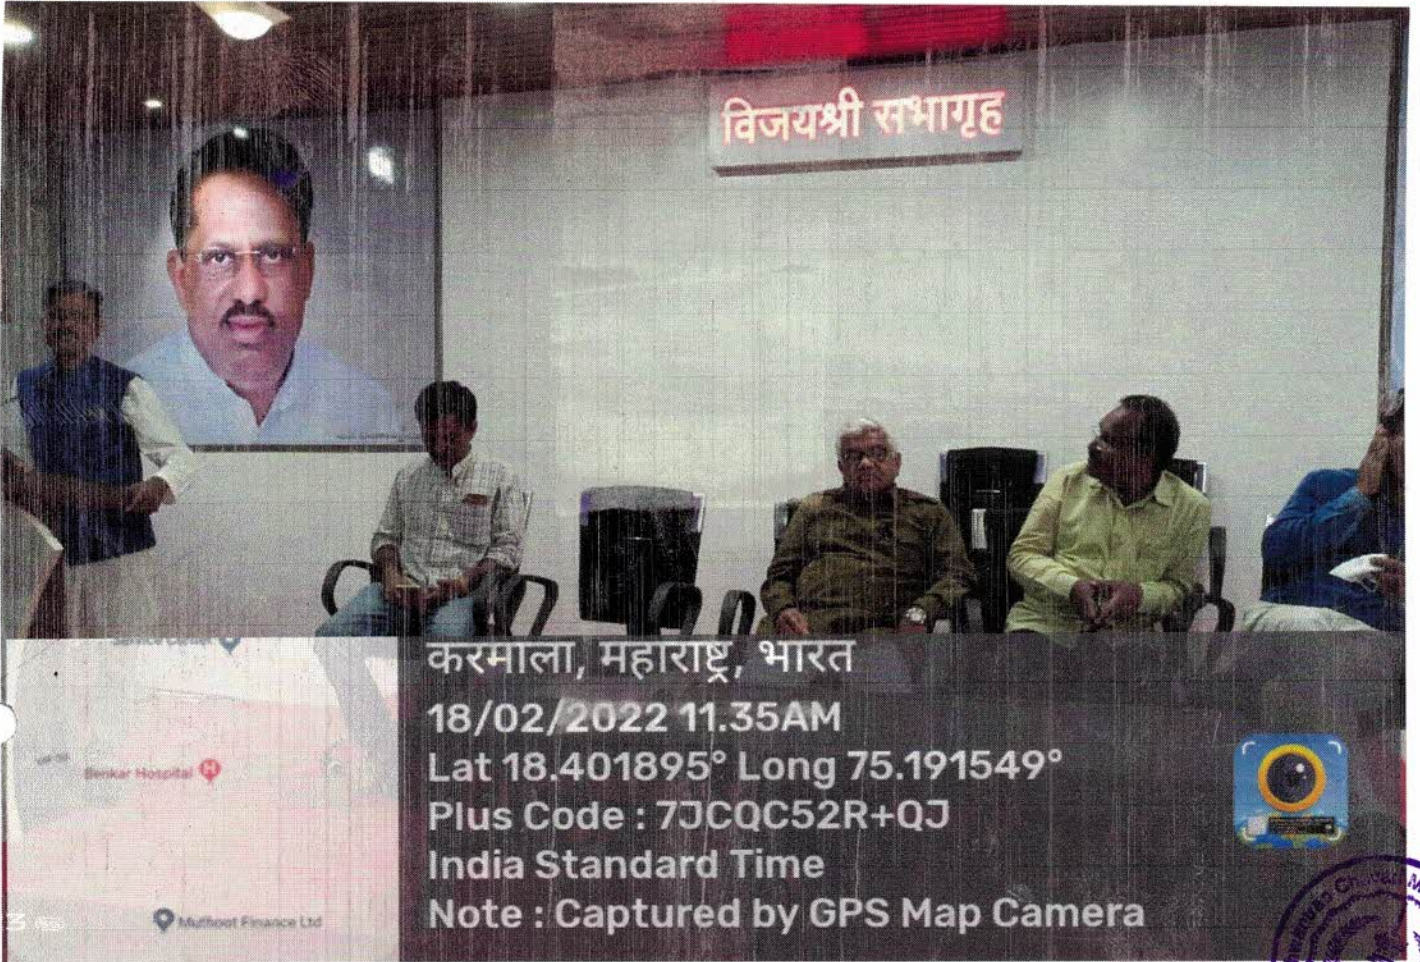 विजयश्री सभागृह
करमाला, महाराष्ट्र, भारत
18/02/2022 11.35AM
Lat 18.401895° Long 75.191549°
Plus Code : 7JCQC52R+QJ
India Standard Time
Note : Captured by GPS Map Camera
Benkar Hospital
H
Muthoot Finance Ltd